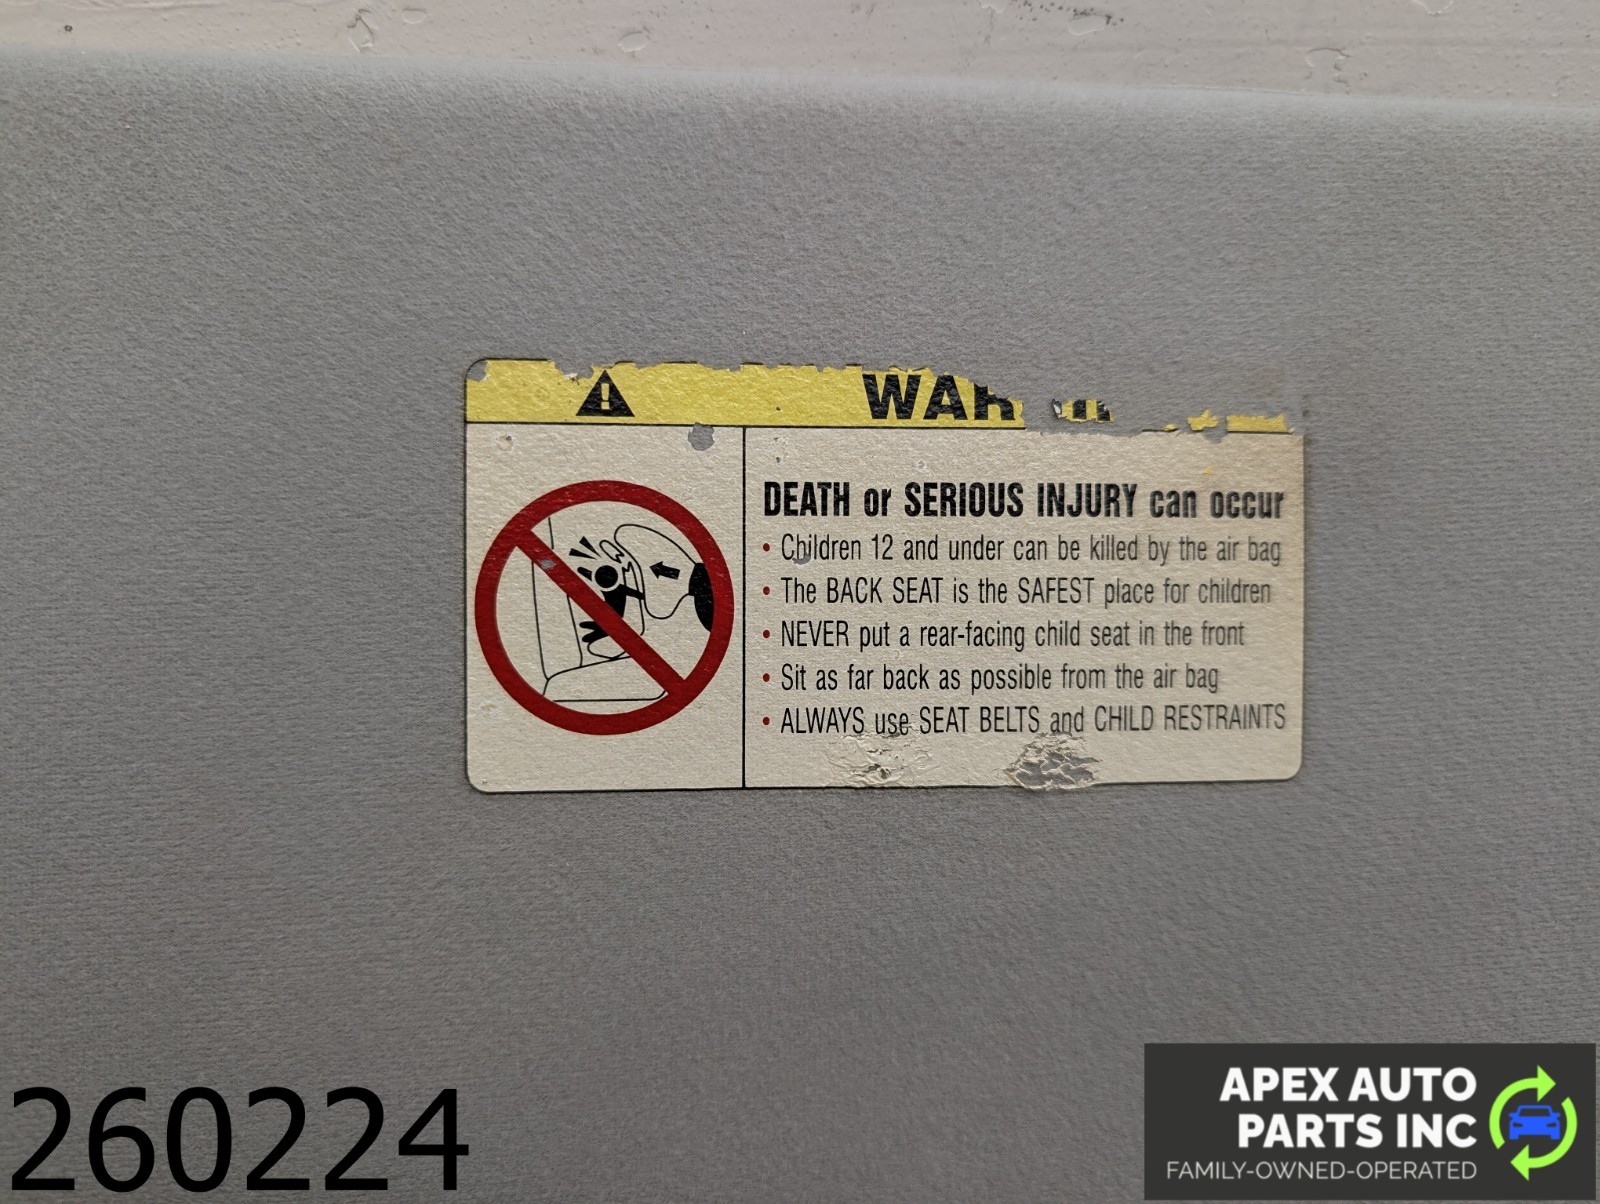 DEATH or SERIOUS INJURY can occur
• Children 12 and under can be killed by the air bag
• The BACK SEAT is the SAFEST place for children
• NEVER put a rear-facing child seat in the front
• Sit as far back as possible from the air bag
• ALWAYS use SEAT BELTS and CHILD RESTRAINTS
260224
APEX AUTO
PARTS INC
FAMILY-OWNED-OPERATED